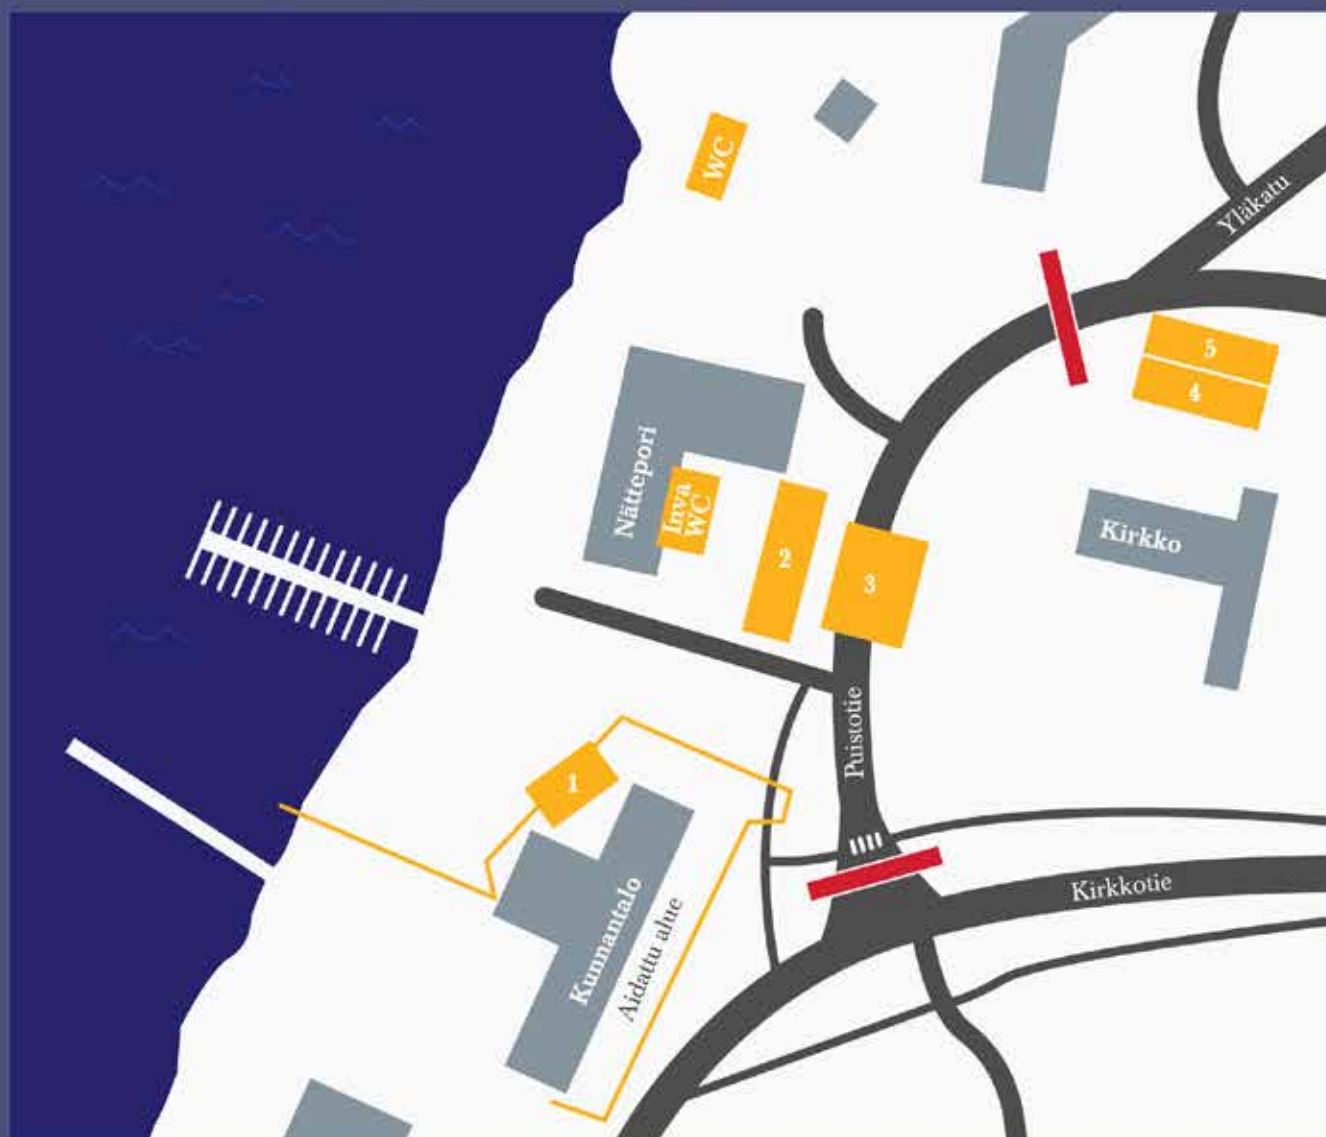 WC
Yläkatu
5
4
Nättepori
Inva
WC
2
3
Kirkko
Puistotie
1
Kirkkotie
Kunnantalo
Aidattu alue